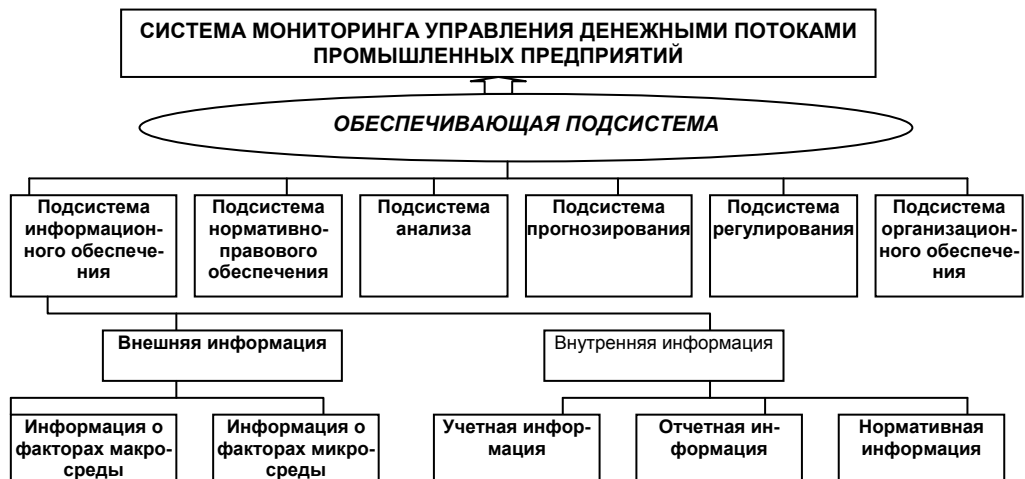 СИСТЕМА МОНИТОРИНГА УПРАВЛЕНИЯ ДЕНЕЖНЫМИ ПОТОКАМИ
ПРОМЫШЛЕННЫХ ПРЕДПРИЯТИЙ
ОБЕСПЕЧИВАЮЩАЯ ПОДСИСТЕМА
Подсистема
информацион-
ного обеспече-
ния
Подсистема
нормативно-
правового
обеспечения
Подсистема
анализа
Подсистема
прогнозирования
Подсистема
регулирования
Подсистема
организацион-
ного обеспече-
ния
Внешняя информация
Внутренняя информация
Информация о
факторах макро-
среды
Информация о
факторах микро-
среды
Учетная инфор-
мация
Отчетная ин-
формация
Нормативная
информация